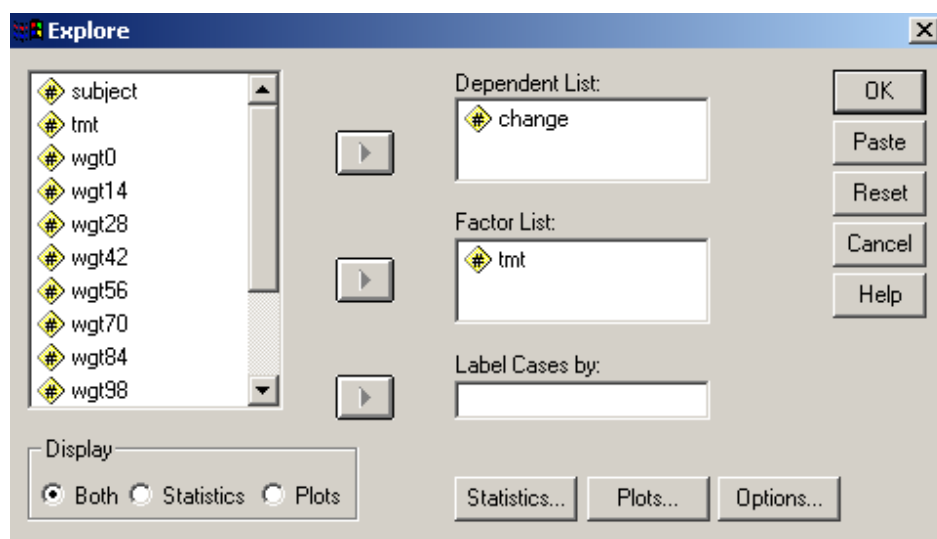 Explore
subject
tmt
wgt0
wgt14
wgt28
wgt42
wgt56
wgt70
wgt84
wgt98
Dependent List:
change
Factor List:
tmt
Label Cases by:
OK
Paste
Reset
Cancel
Help
Display
Both Statistics Plots
Statistics... Plots... Options...